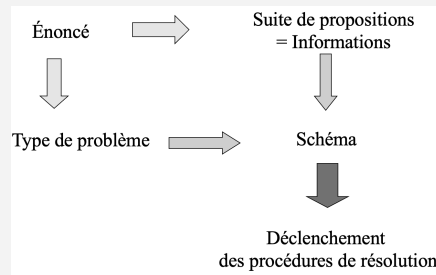 Énoncé
Suite de propositions
= Informations
Type de problème
Schéma
Déclenchement
des procédures de résolution